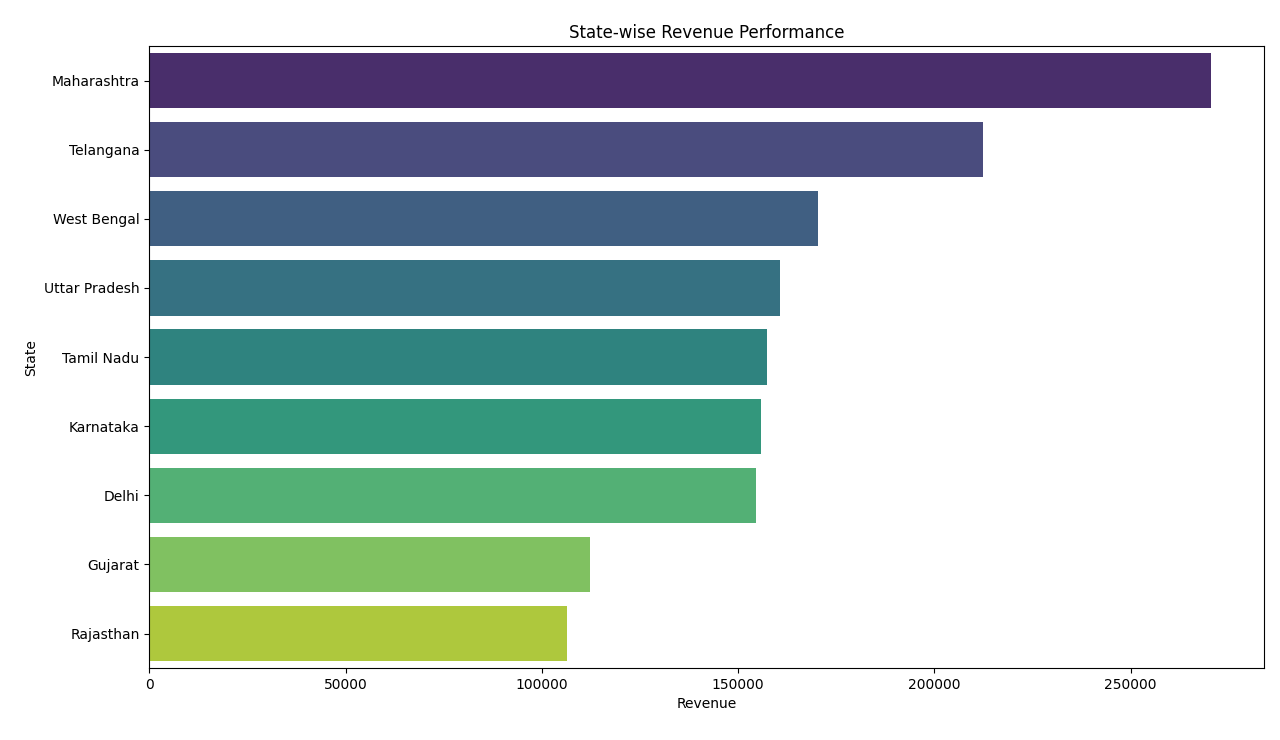 State-wise Revenue Performance
Maharashtra
Telangana
West Bengal
Uttar Pradesh
Tamil Nadu
Karnataka
Delhi
Gujarat
Rajasthan
State
0 50000 100000 150000 200000 250000
Revenue